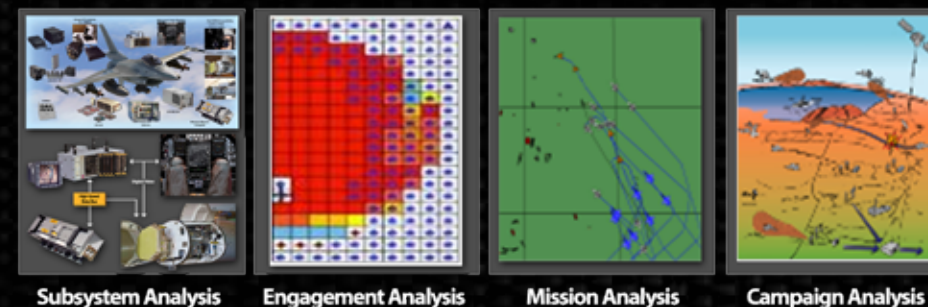 Subsystem Analysis
Engagement Analysis
Mission Analysis
Campaign Analysis